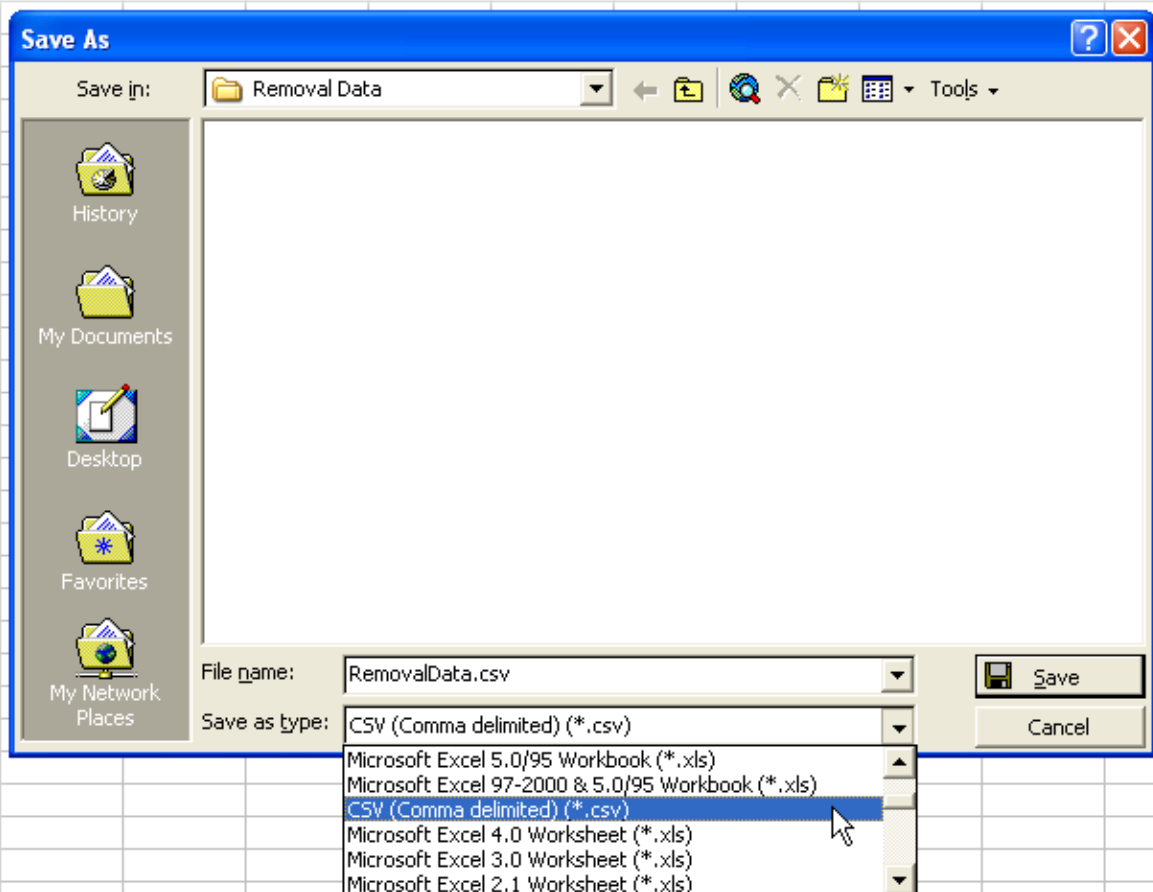 Save As
Save in:
Removal Data
Tools
History
My Documents
Desktop
Favorites
My Network
Places
File name:
RemovalData.csv
Save
Save as type:
CSV (Comma delimited) (*.csv)
Cancel
Microsoft Excel 5.0/95 Workbook (*.xls)
Microsoft Excel 97-2000 & 5.0/95 Workbook (*.xls)
CSV (Comma delimited) (*.csv)
Microsoft Excel 4.0 Worksheet (*.xls)
Microsoft Excel 3.0 Worksheet (*.xls)
Microsoft Excel 2.1 Worksheet (*.xls)